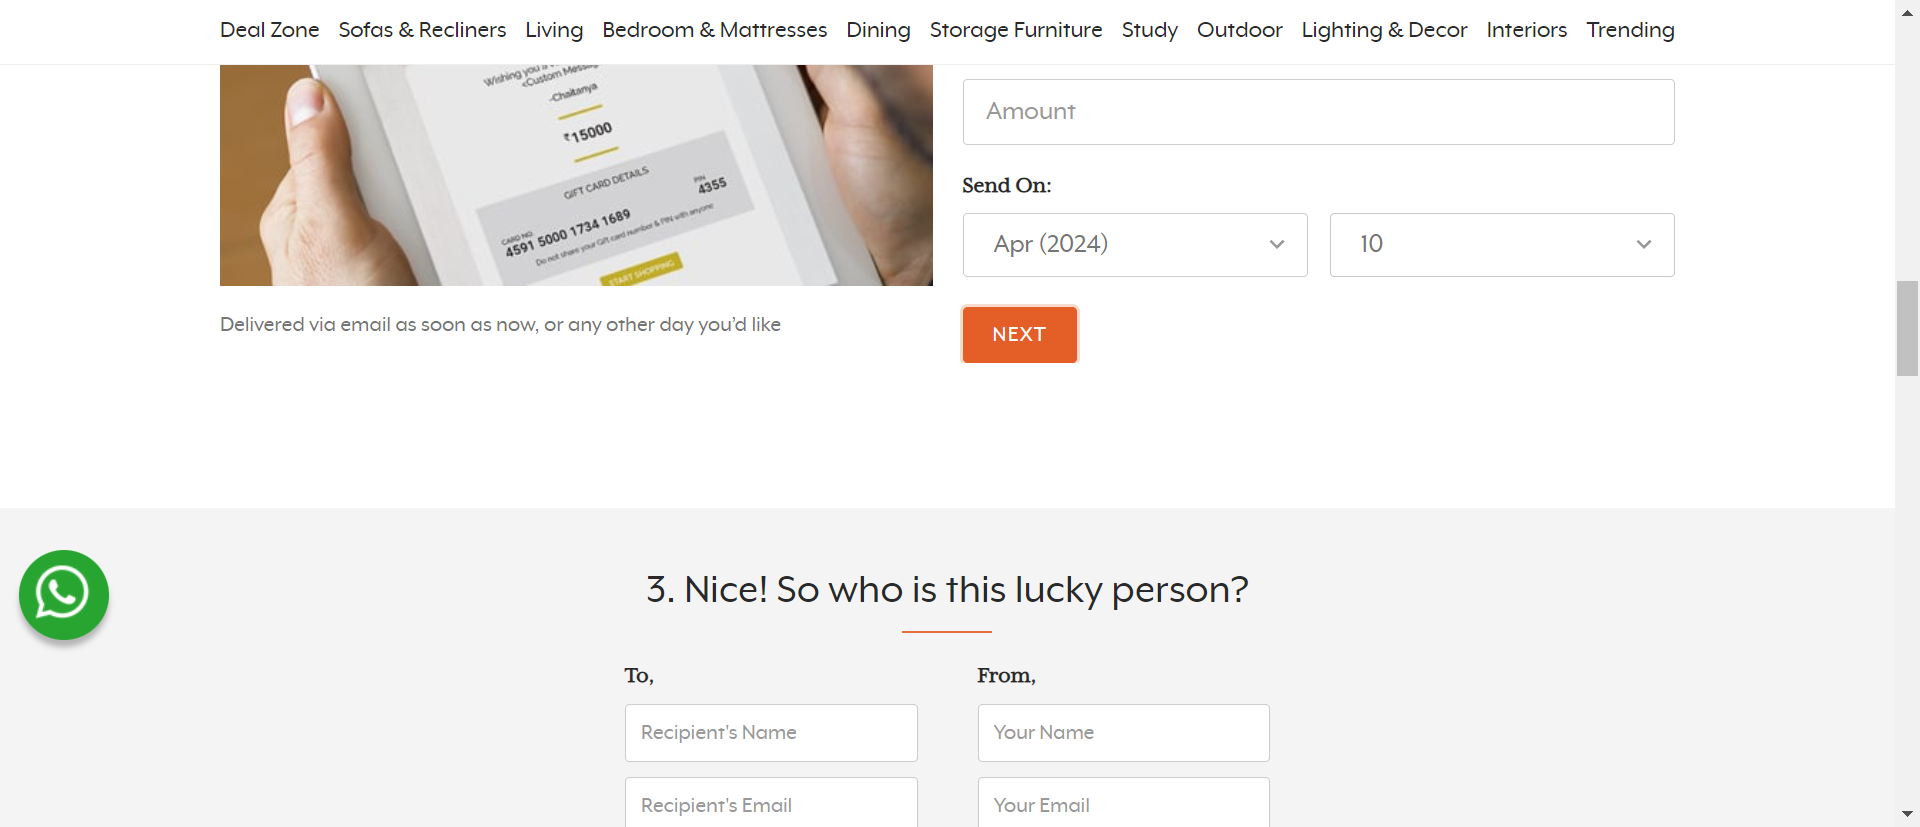 Deal Zone Sofas & Recliners Living Bedroom & Mattresses Dining Storage Furniture Study Outdoor Lighting & Decor Interiors Trending
Wishing you a
<Custom Message
-Chaitanya
₹15000
GIFT CARD DETAILS
CARD NO.
4591 5000 1734 1689
PIN
4355
Do not share your Gift card number & PIN with anyone
START SHOPPING
Delivered via email as soon as now, or any other day you’d like
Amount
Send On:
Apr (2024)
10
NEXT
3. Nice! So who is this lucky person?
To,
From,
Recipient's Name
Your Name
Recipient's Email
Your Email